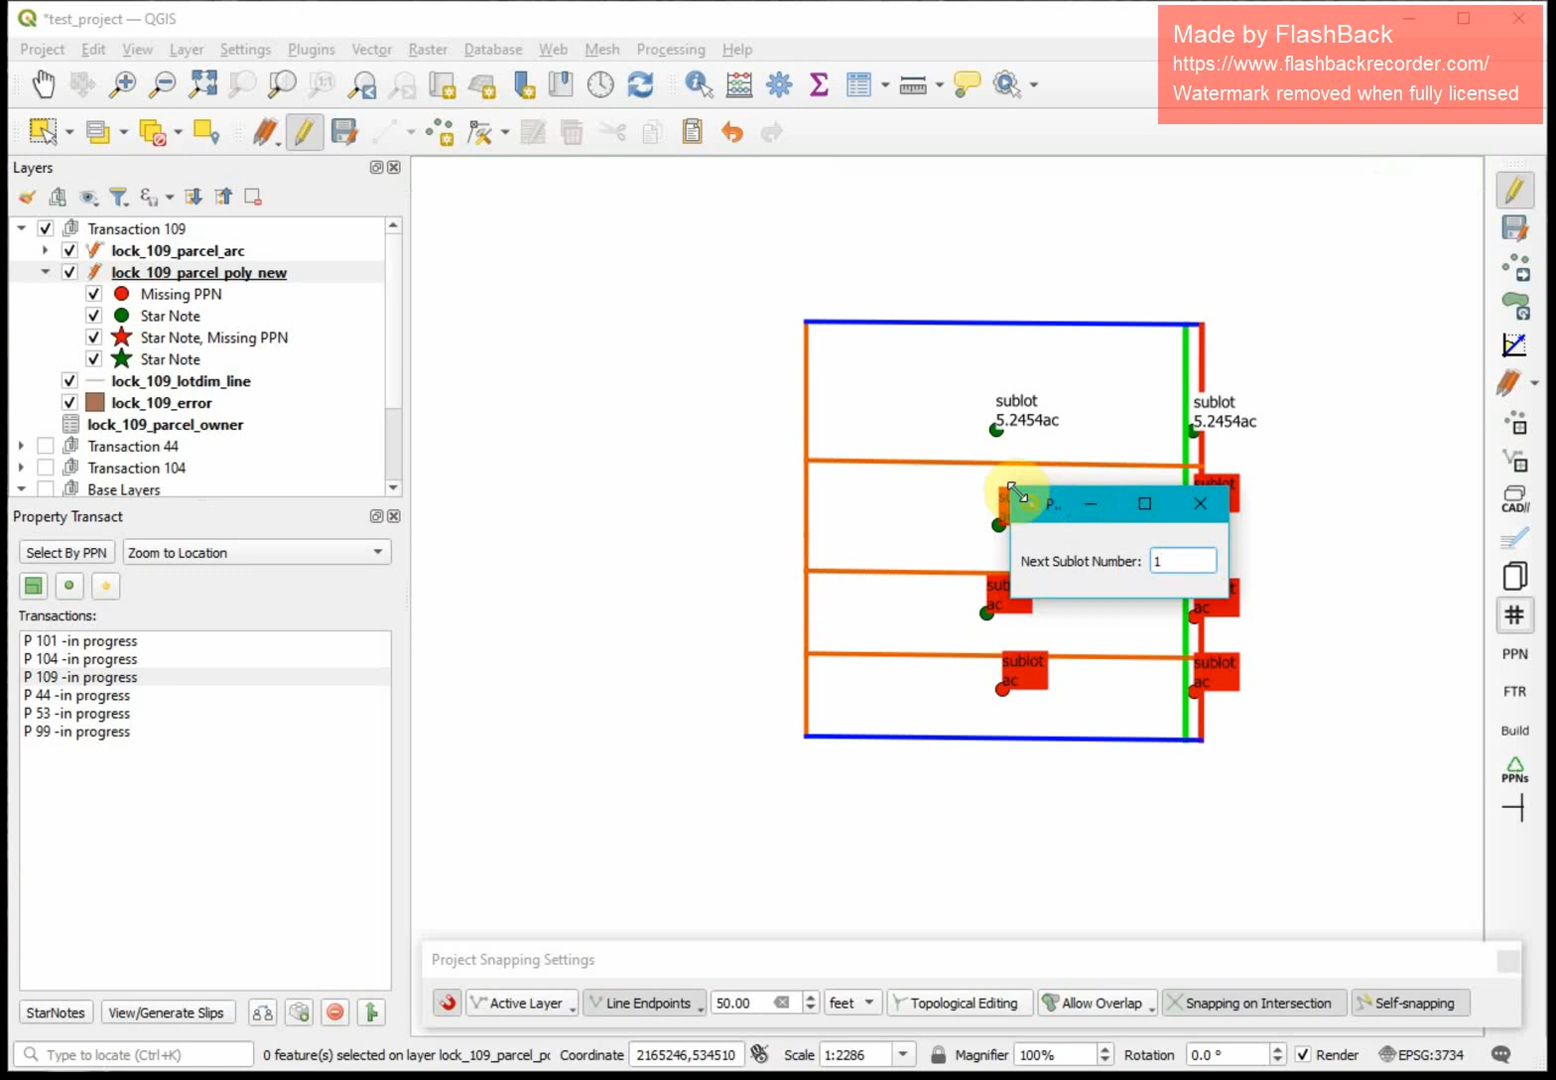 *test_project — QGIS
Made by FlashBack
https://www.flashbackrecorder.com/
Watermark removed when fully licensed
Project Edit View Layer Settings Plugins Vector Raster Database Web Mesh Processing Help
Layers
Transaction 109
lock_109_parcel_arc
lock_109_parcel_poly_new
Missing PPN
Star Note
Star Note, Missing PPN
Star Note
lock_109_lotdim_line
lock_109_error
lock_109_parcel_owner
Transaction 44
Transaction 104
Base Layers
Property Transact
Select By PPN Zoom to Location
Transactions:
P 101 -in progress
P 104 -in progress
P 109 -in progress
P 44 -in progress
P 53 -in progress
P 99 -in progress
StarNotes View/Generate Slips
sublot
5.2454ac
sublot
5.2454ac
P..
Next Sublot Number: 1
sublot
ac
sublot
ac
CAD//
PPN
FTR
Build
PPNs
Project Snapping Settings
Active Layer Line Endpoints 50.00 feet Topological Editing Allow Overlap Snapping on Intersection Self-snapping
Type to locate (Ctrl+K) 0 feature(s) selected on layer lock_109_parcel_pc Coordinate 2165246,534510 Scale 1:2286 Magnifier 100% Rotation 0.0 ° Render EPSG:3734